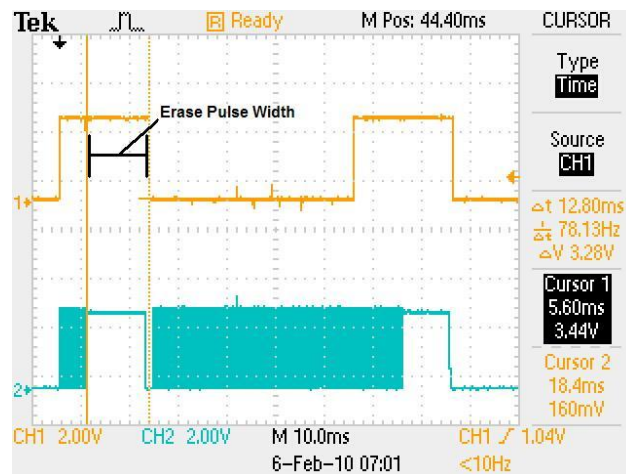 Tek
R Ready
M Pos: 44.40ms
CURSOR
Type
Time
Source
CH1
Δt 12.80ms
1/Δt 78.13Hz
ΔV 3.28V
Cursor 1
5.60ms
3.44V
Cursor 2
18.4ms
160mV
Erase Pulse Width
1
2
CH1 2.00V
CH2 2.00V
M 10.0ms
CH1 1.04V
6-Feb-10 07:01
<10Hz